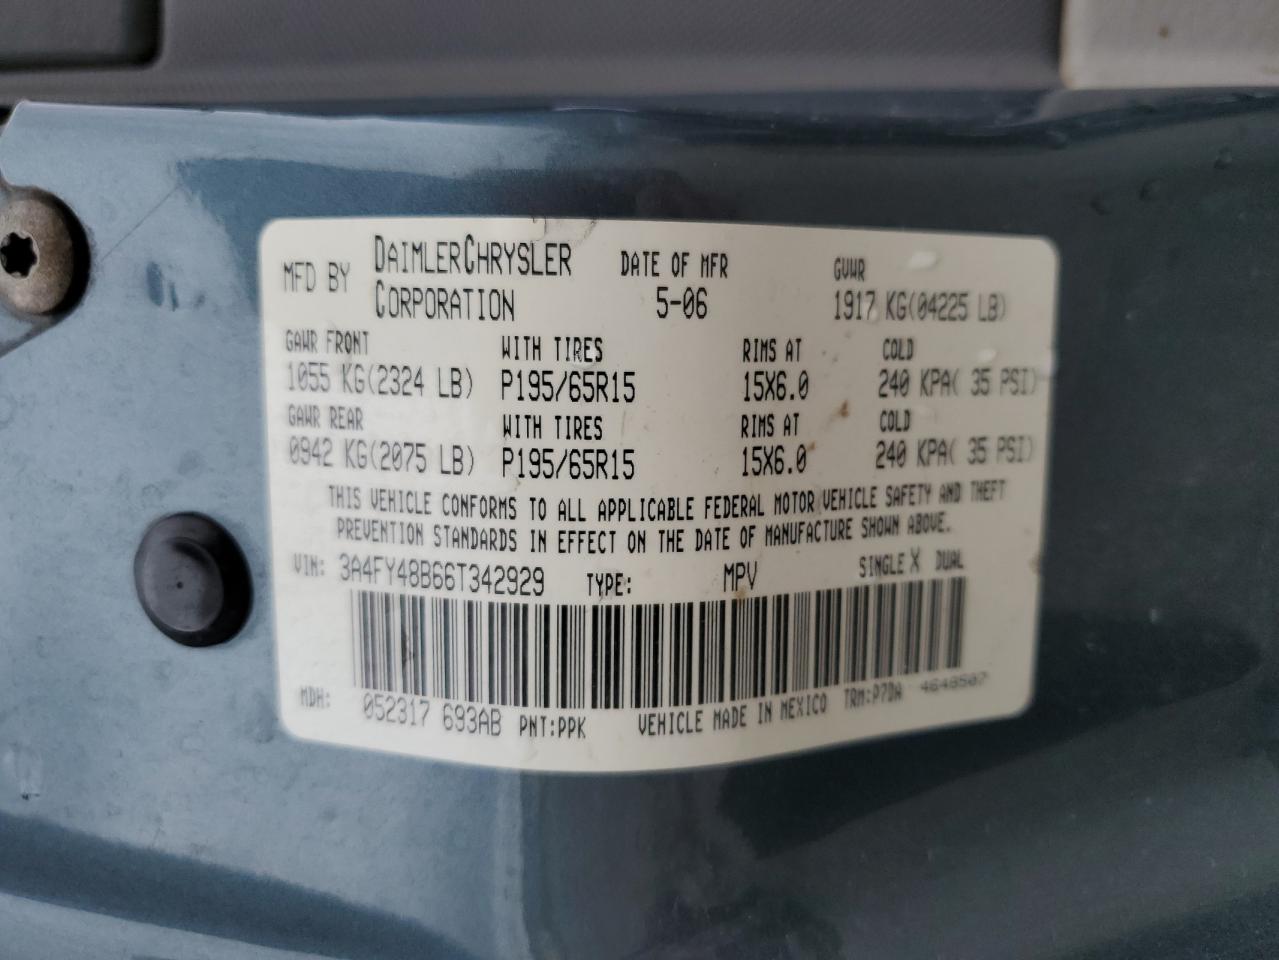 MFD BY DAIMLERCHRYSLER CORPORATION DATE OF MFR 5-06 GVWR 1917 KG(04225 LB)
GAWR FRONT WITH TIRES RIMS AT COLD
1055 KG(2324 LB) P195/65R15 15X6.0 240 KPA( 35 PSI)
GAWR REAR WITH TIRES RIMS AT COLD
0942 KG(2075 LB) P195/65R15 15X6.0 240 KPA( 35 PSI)
THIS VEHICLE CONFORMS TO ALL APPLICABLE FEDERAL MOTOR VEHICLE SAFETY AND THEFT
PREVENTION STANDARDS IN EFFECT ON THE DATE OF MANUFACTURE SHOWN ABOVE.
VIN: 3A4FY48B66T342929 TYPE: MPV SINGLE X DUAL
MDH: 052317 693AB PNT:PPK VEHICLE MADE IN MEXICO TRM:P7DA 4648507